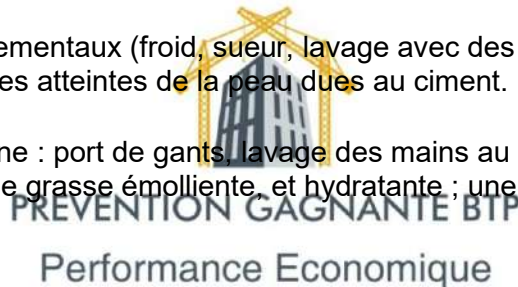 ementaux (froid, sueur, lavage avec des
es atteintes de la peau dues au ciment.
ne : port de gants, lavage des mains au
e grasse émolliente, et hydratante ; une
PREVENTION GAGNANTE BTP
Performance Economique